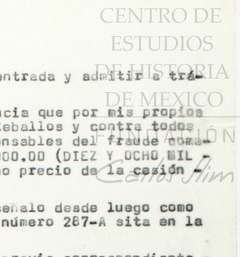 CENTRO DE
ESTUDIOS
DE HISTORIA
DE MEXICO
FUNDACIÓN
Carlos Slim
entrada y admitir a trá-
cia que por mis propios
eballos y contra todos
nsables del fraude come-
000.00 (DIEZ Y OCHO MIL
o precio de la cesión -
eñalo desde luego como
número 287-A sita en la